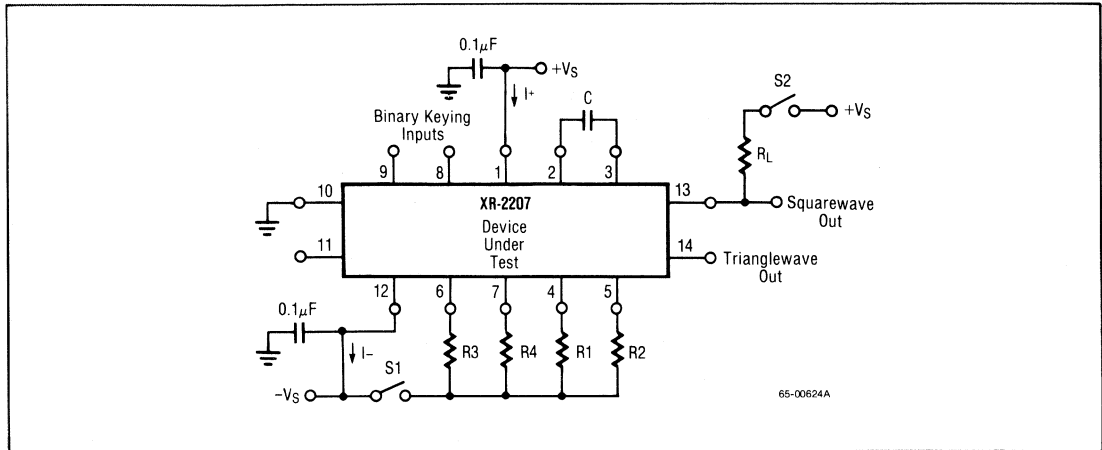 0.1µF
+VS
I+
C
S2
+VS
Binary Keying
Inputs
RL
9
8
1
2
3
10
XR-2207
13
Squarewave
Out
Device
Under
Test
11
14
Trianglewave
Out
12
6
7
4
5
0.1µF
I–
S1
R3
R4
R1
R2
–VS
65-00624A